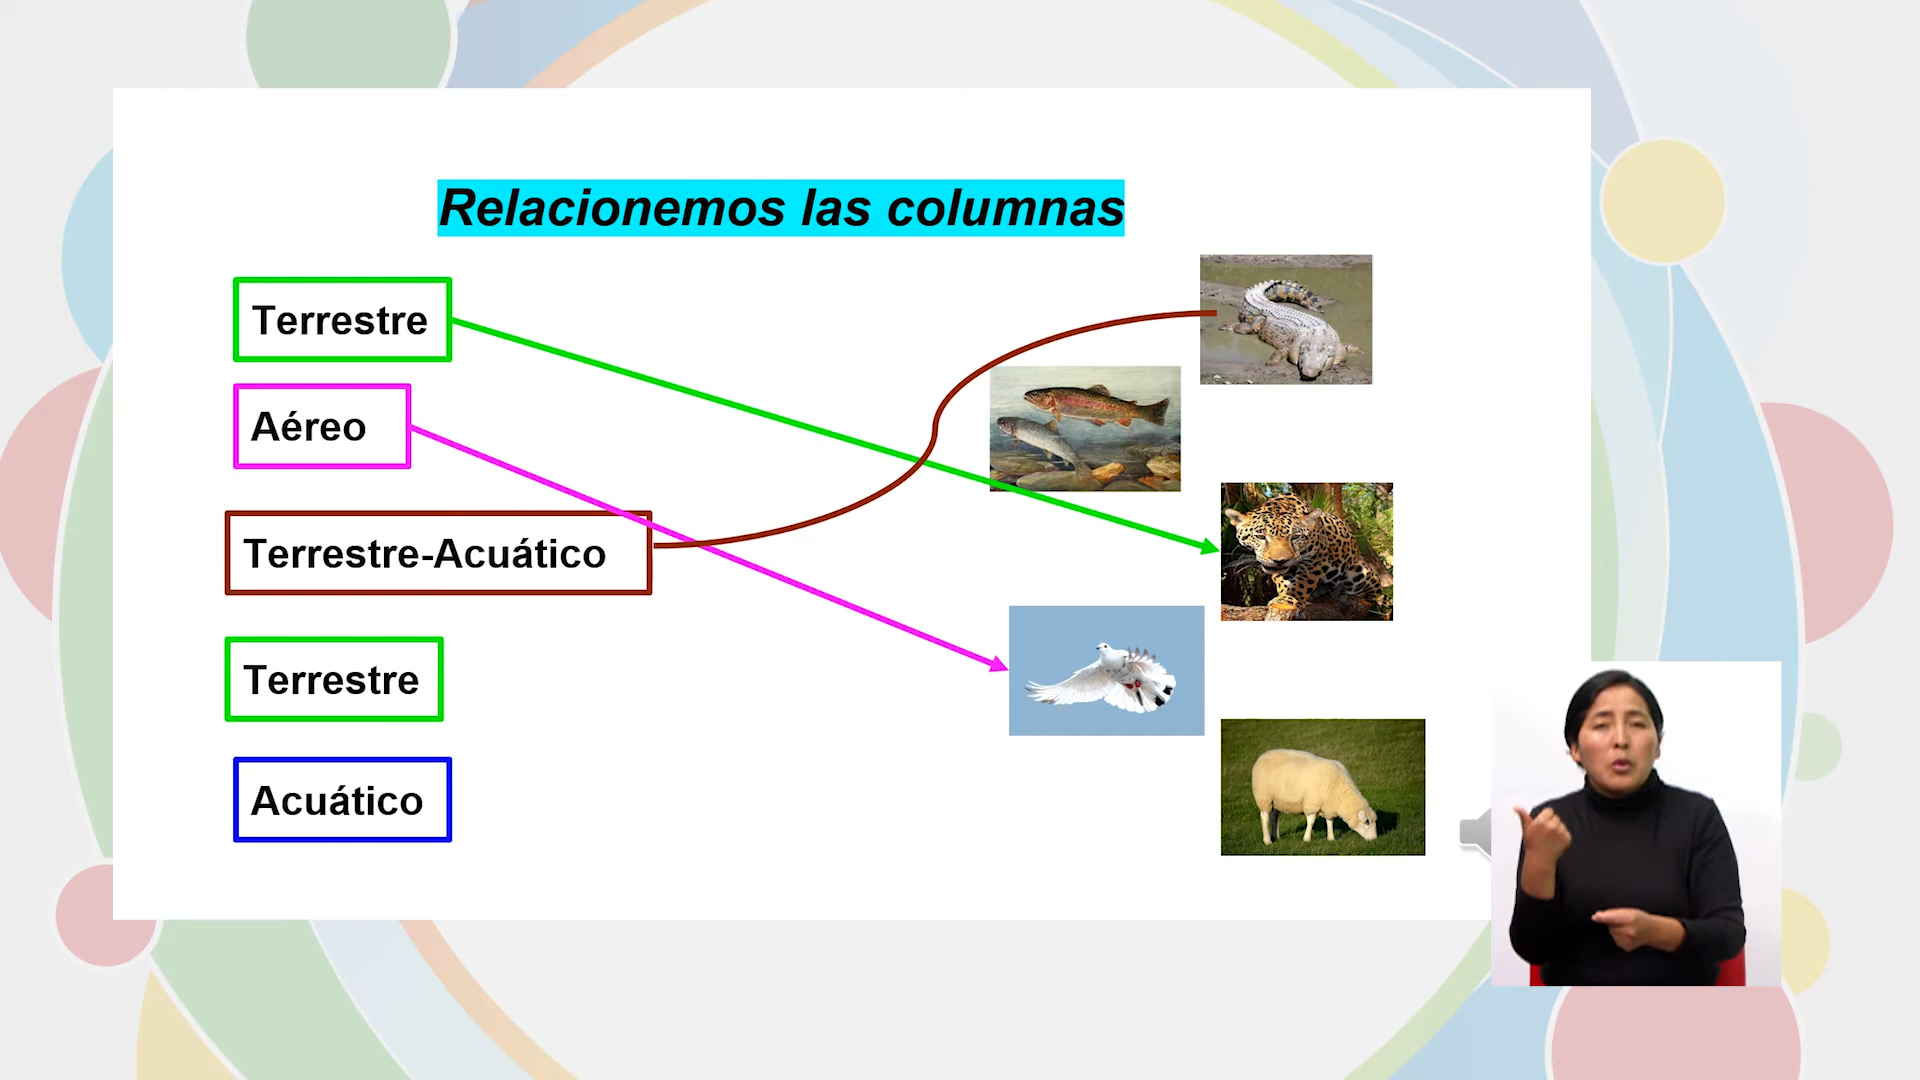 Relacionemos las columnas
Terrestre
Aéreo
Terrestre-Acuático
Terrestre
Acuático